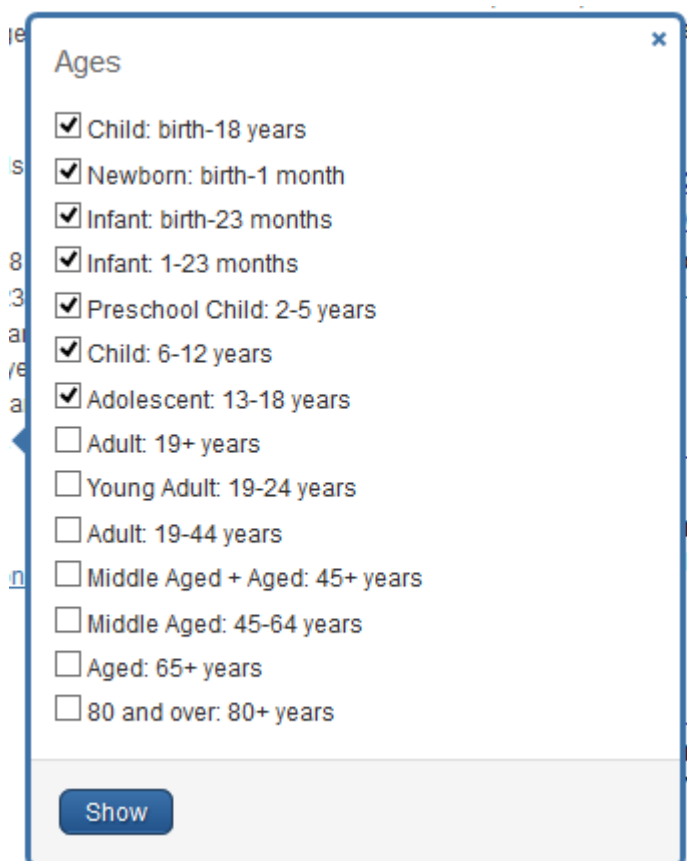 Ages
Child: birth-18 years
Newborn: birth-1 month
Infant: birth-23 months
Infant: 1-23 months
Preschool Child: 2-5 years
Child: 6-12 years
Adolescent: 13-18 years
Adult: 19+ years
Young Adult: 19-24 years
Adult: 19-44 years
Middle Aged + Aged: 45+ years
Middle Aged: 45-64 years
Aged: 65+ years
80 and over: 80+ years
Show